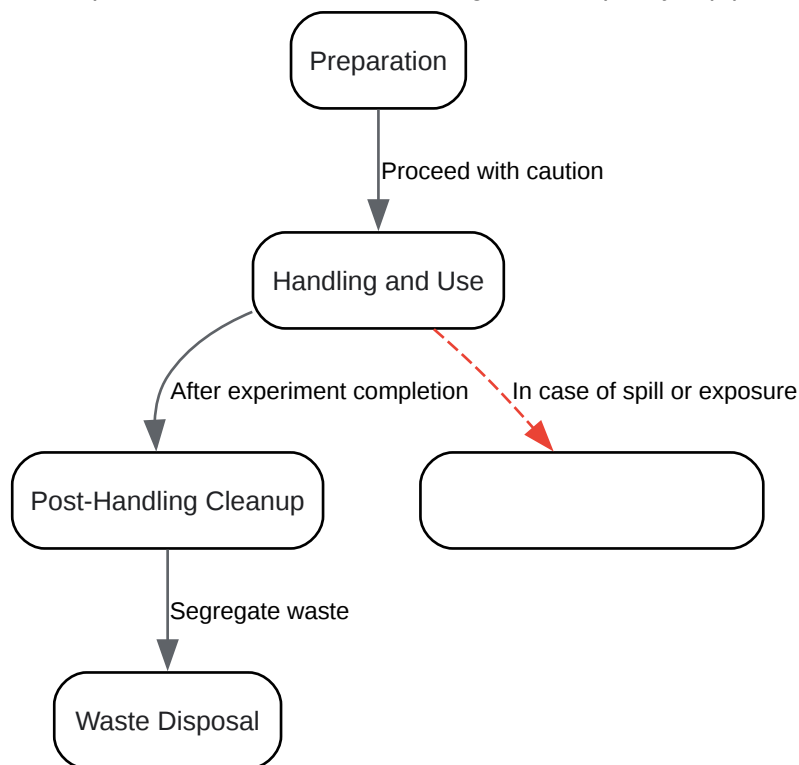 Preparation
Proceed with caution
Handling and Use
After experiment completion
In case of spill or exposure
Post-Handling Cleanup
Segregate waste
Waste Disposal